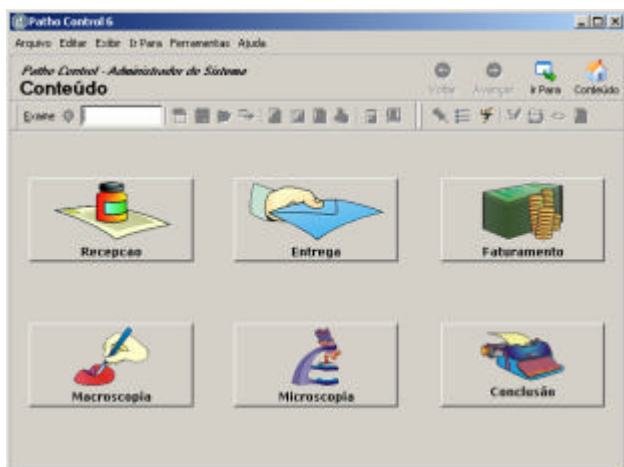 Patho Control 6
Arquivo Editar Exibir Ir Para Ferramentas Ajuda
Patho Control - Administrador do Sistema
Conteúdo
Voltar Avançar Ir Para Conteúdo
Exame
Recepcao Entrega Faturamento
Macroscopia Microscopia Conclusão